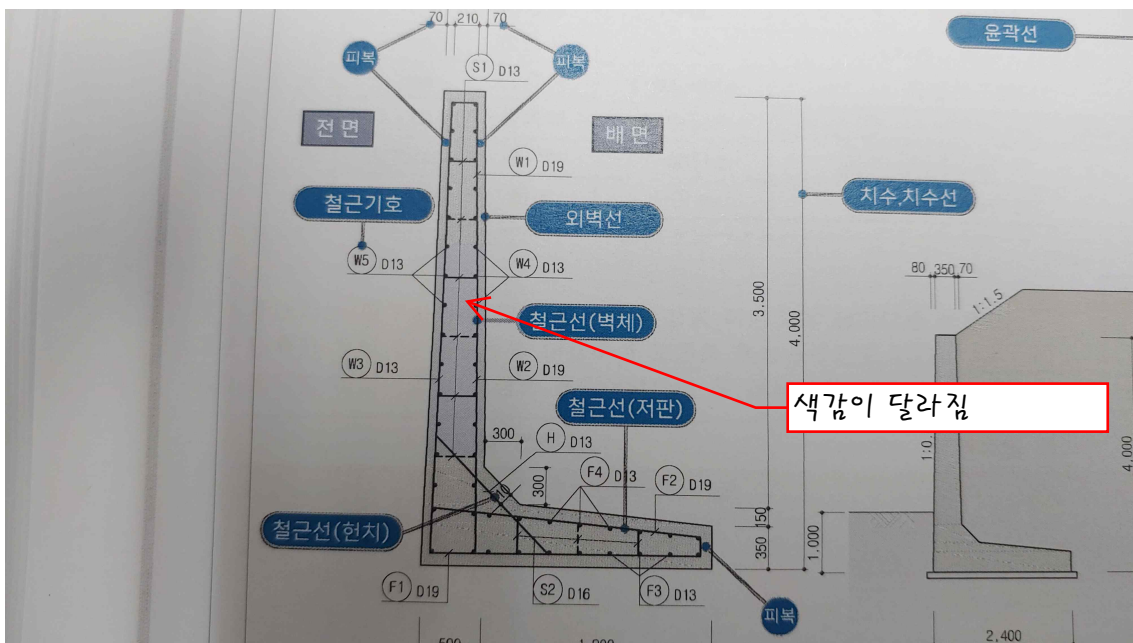 70 210 70
윤곽선
피복 피복
S1 D13
전면 배면
W1 D19
철근기호 외벽선 치수,치수선
W5 D13 W4 D13
80 350 70
1:1.5
3.500
철근선(벽체)
4,000
W3 D13 W2 D19
색감이 달라짐
철근선(저판)
300 H D13
4,000
F4 D13 F2 D19
300
철근선(헌치)
150
350
1,000
F1 D19 S2 D16 F3 D13
피복
2,400